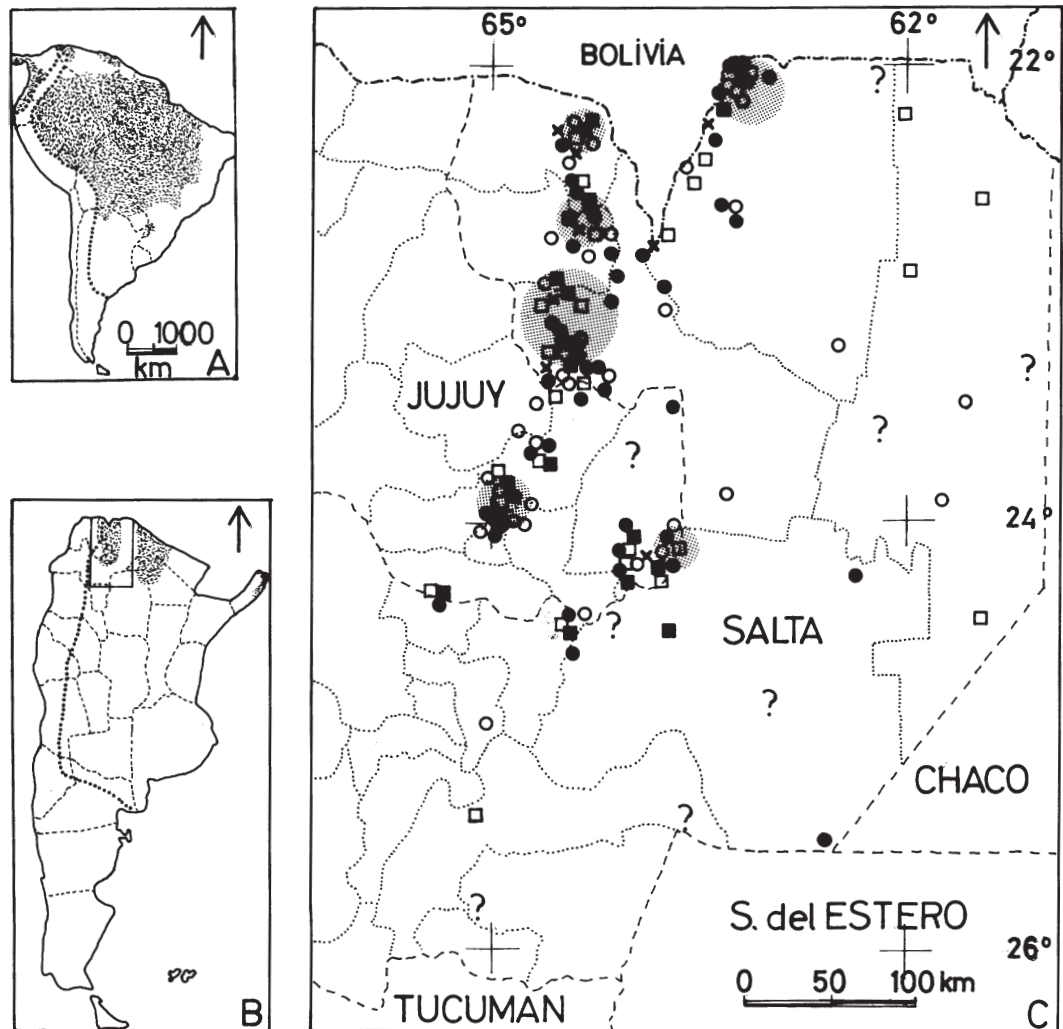 0 1000
km
A
B
65° 62°
BOLIVIA
22°
?
?
JUJUY
?
?
24°
?
SALTA
?
CHACO
?
?
S. del ESTERO
26°
0 50 100 km
TUCUMAN
C